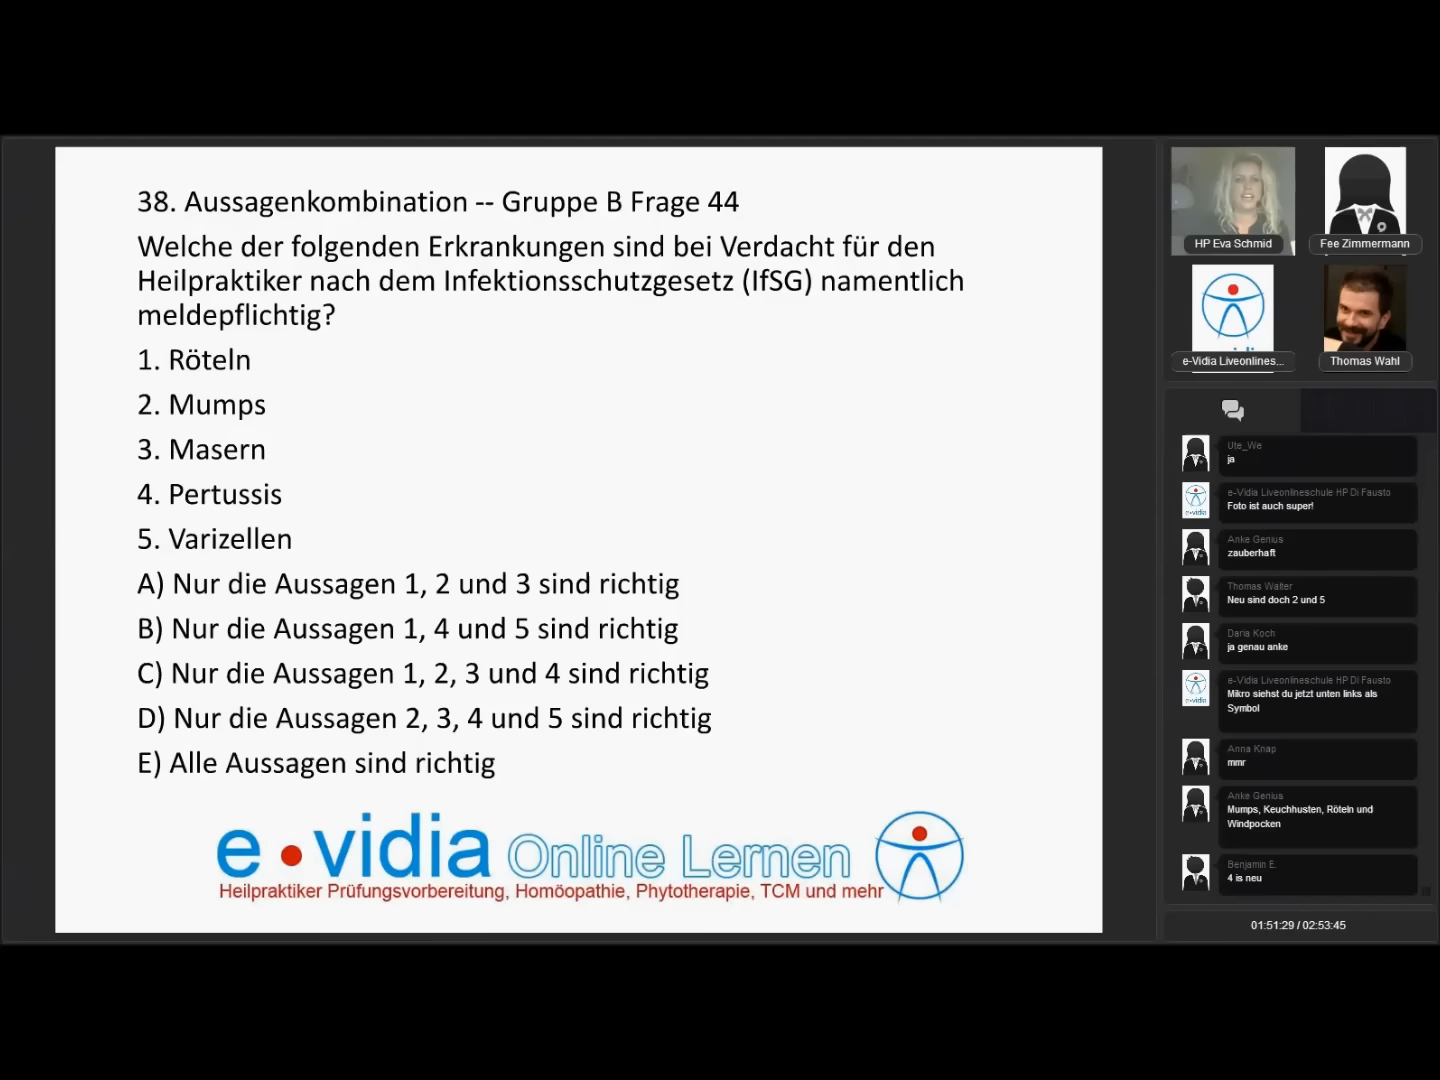 38. Aussagenkombination -- Gruppe B Frage 44
Welche der folgenden Erkrankungen sind bei Verdacht für den
Heilpraktiker nach dem Infektionsschutzgesetz (IfSG) namentlich
meldepflichtig?
1. Röteln
2. Mumps
3. Masern
4. Pertussis
5. Varizellen
A) Nur die Aussagen 1, 2 und 3 sind richtig
B) Nur die Aussagen 1, 4 und 5 sind richtig
C) Nur die Aussagen 1, 2, 3 und 4 sind richtig
D) Nur die Aussagen 2, 3, 4 und 5 sind richtig
E) Alle Aussagen sind richtig
e•vidia Online Lernen
Heilpraktiker Prüfungsvorbereitung, Homöopathie, Phytotherapie, TCM und mehr
HP Eva Schmid
Fee Zimmermann
e-Vidia Liveonlines...
Thomas Wahl
Ute_We
ja
e-Vidia Liveonlineschule HP Di Fausto
Foto ist auch super!
Anke Genius
zauberhaft
Thomas Walter
Neu sind doch 2 und 5
Daria Koch
ja genau anke
e-Vidia Liveonlineschule HP Di Fausto
Mikro siehst du jetzt unten links als
Symbol
Anna Knap
mmr
Anke Genius
Mumps, Keuchhusten, Röteln und
Windpocken
Benjamin E.
4 is neu
01:51:29 / 02:53:45